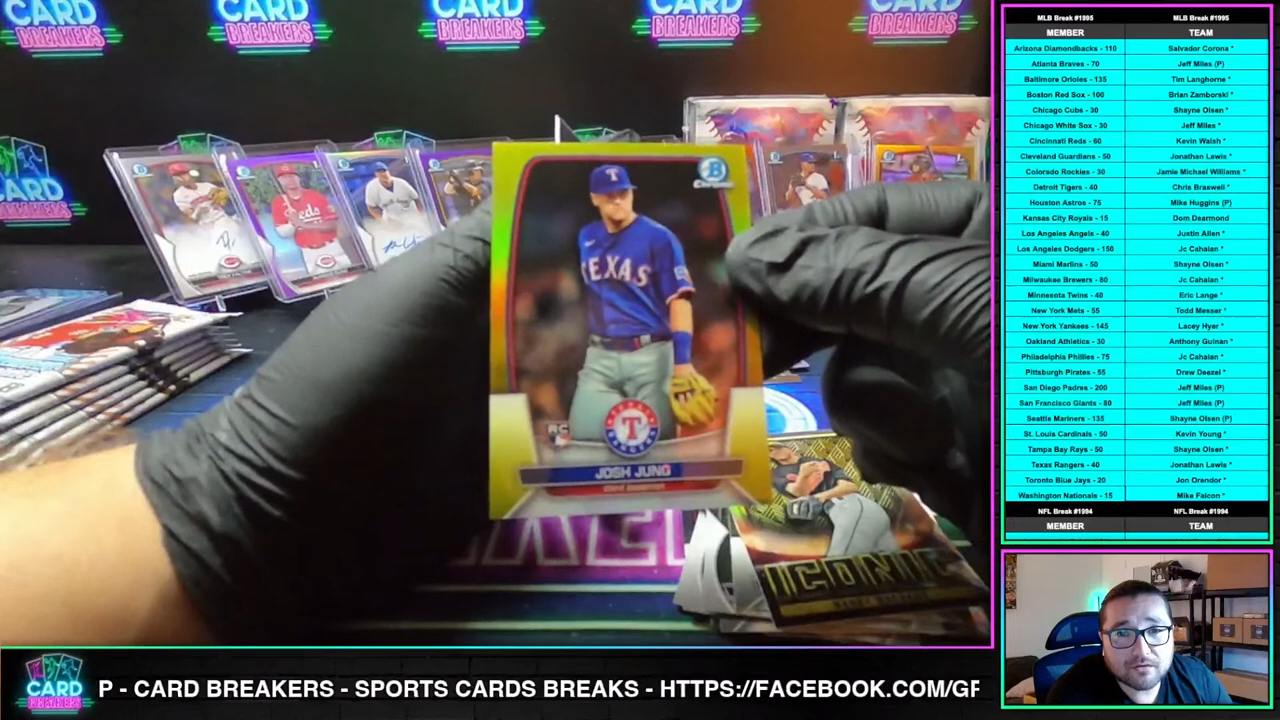 CARD
BREAKERS
CARD
BREAKERS
CARD
BREAKERS
CARD
BREAKERS
CARD
BREAKERS
CARD
BREAKERS
B
Chrome
T
TEXAS
Reds
RC
TEXAS
T
RANGERS
JOSH JUNG
ICONIC
MLB Break #1995 MLB Break #1995
MEMBER TEAM
Arizona Diamondbacks - 110 Salvador Corona *
Atlanta Braves - 70 Jeff Miles (P)
Baltimore Orioles - 135 Tim Langhorne *
Boston Red Sox - 100 Brian Zamborski *
Chicago Cubs - 30 Shayne Olsen *
Chicago White Sox - 30 Jeff Miles *
Cincinnati Reds - 60 Kevin Walsh *
Cleveland Guardians - 50 Jonathan Lewis *
Colorado Rockies - 30 Jamie Michael Williams *
Detroit Tigers - 40 Chris Braswell *
Houston Astros - 75 Mike Huggins (P)
Kansas City Royals - 15 Dom Dearmond
Los Angeles Angels - 40 Justin Allen *
Los Angeles Dodgers - 150 Jc Cahalan *
Miami Marlins - 50 Shayne Olsen *
Milwaukee Brewers - 80 Jc Cahalan *
Minnesota Twins - 40 Eric Lange *
New York Mets - 55 Todd Messer *
New York Yankees - 145 Lacey Hyer *
Oakland Athletics - 30 Anthony Guinan *
Philadelphia Phillies - 75 Jc Cahalan *
Pittsburgh Pirates - 55 Drew Deezel *
San Diego Padres - 200 Jeff Miles (P)
San Francisco Giants - 80 Jeff Miles (P)
Seattle Mariners - 135 Shayne Olsen (P)
St. Louis Cardinals - 50 Kevin Young *
Tampa Bay Rays - 50 Shayne Olsen *
Texas Rangers - 40 Jonathan Lewis *
Toronto Blue Jays - 20 Jon Orendor *
Washington Nationals - 15 Mike Falcon *
NFL Break #1994 NFL Break #1994
MEMBER TEAM
CARD
BREAKERS
P - CARD BREAKERS - SPORTS CARDS BREAKS - HTTPS://FACEBOOK.COM/GF